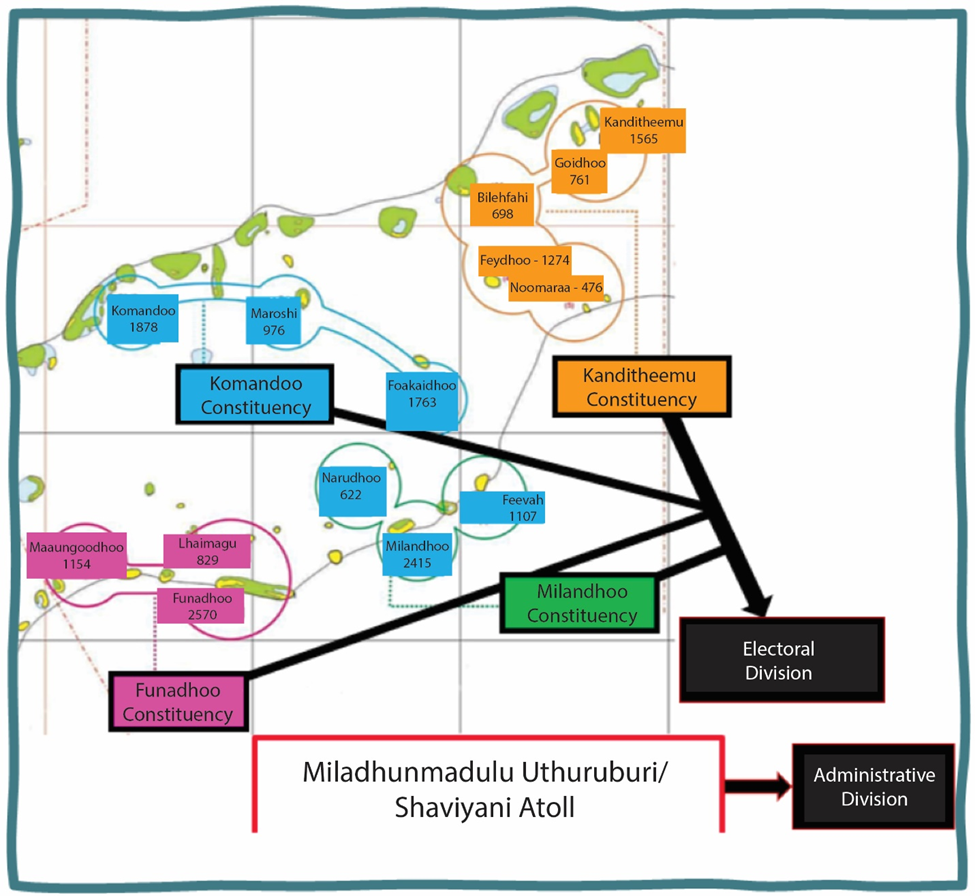 Kanditheemu
1565
Goidhoo
761
Bilehfahi
698
Feydhoo - 1274
Noomaraa - 476
Komandoo
1878
Maroshi
976
Foakaidhoo
1763
Komandoo
Constituency
Kanditheemu
Constituency
Narudhoo
622
Feevah
1107
Milandhoo
2415
Maaungoodhoo
1154
Lhaimagu
829
Funadhoo
2570
Milandhoo
Constituency
Funadhoo
Constituency
Electoral
Division
Miladhunmadulu Uthuruburi/
Shaviyani Atoll
Administrative
Division